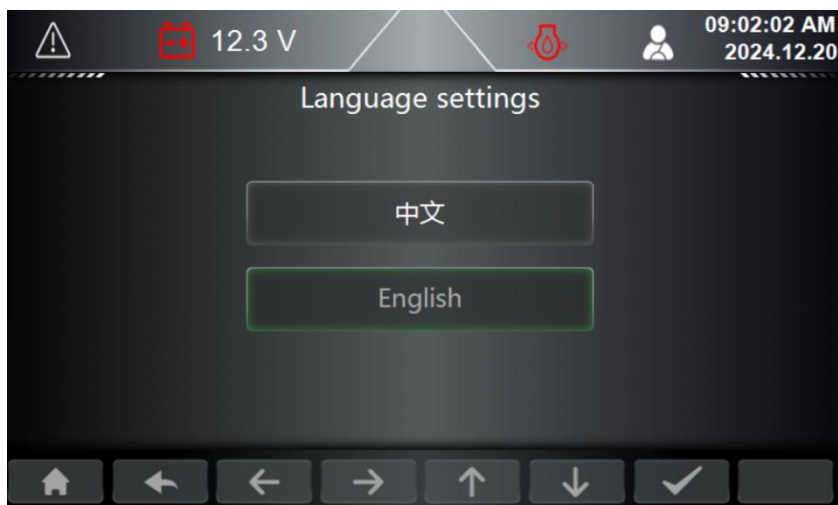 12.3 V
09:02:02 AM
2024.12.20
Language settings
中文
English